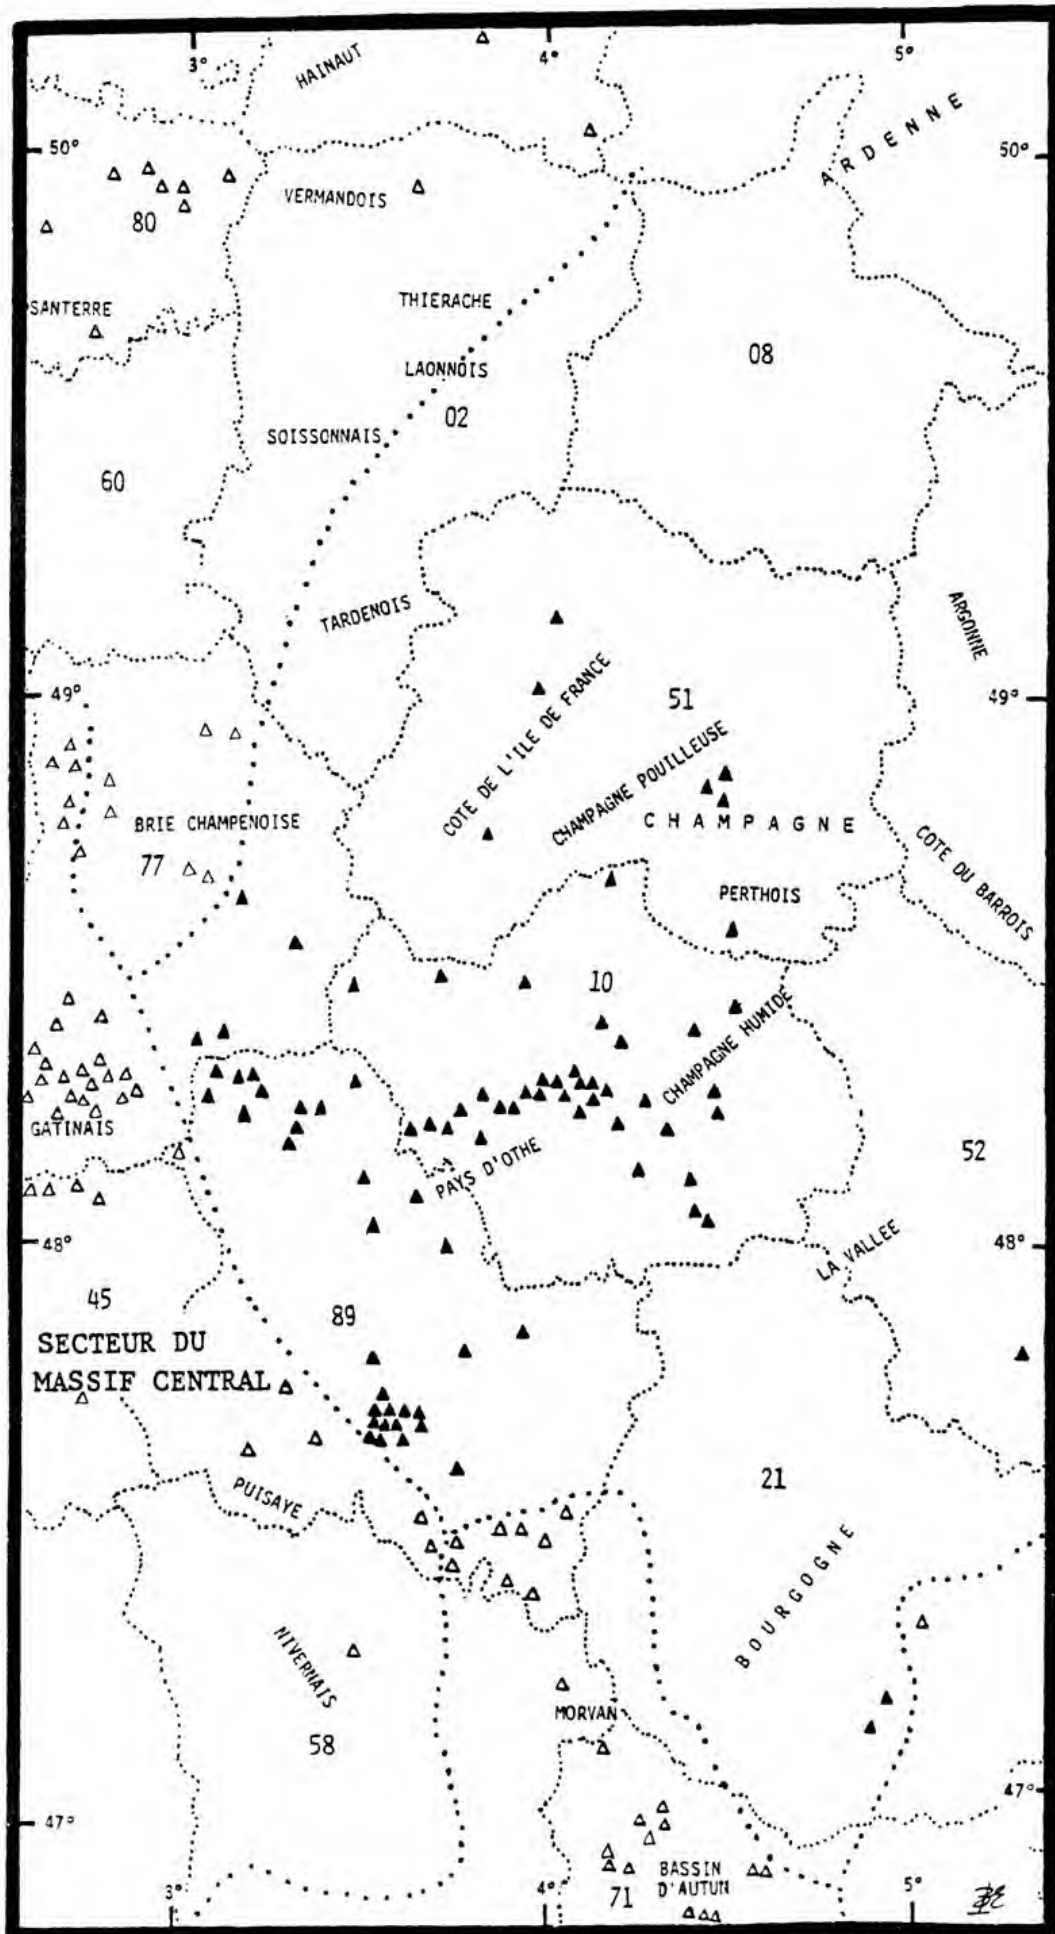 3°
4°
5°
HAINAUT
ARDENNE
50°
50°
VERMANDOIS
80
SANTERRE
THIERACHE
08
LAONNOIS
02
SOISSONNAIS
60
TARDENOIS
ARGONNE
COTE DE L'ILE DE FRANCE
49°
51
49°
CHAMPAGNE POUILLEUSE
BRIE CHAMPENOISE
CHAMPAGNE
77
COTE DU BARROIS
PERTHOIS
10
CHAMPAGNE HUMIDE
GATINAIS
PAYS D'OTHE
52
48°
48°
LA VALLEE
45
89
SECTEUR DU
MASSIF CENTRAL
21
PUISAYE
BOURGOGNE
NIVERNAIS
MORVAN
58
47°
47°
BASSIN
D'AUTUN
71
3°
4°
5°